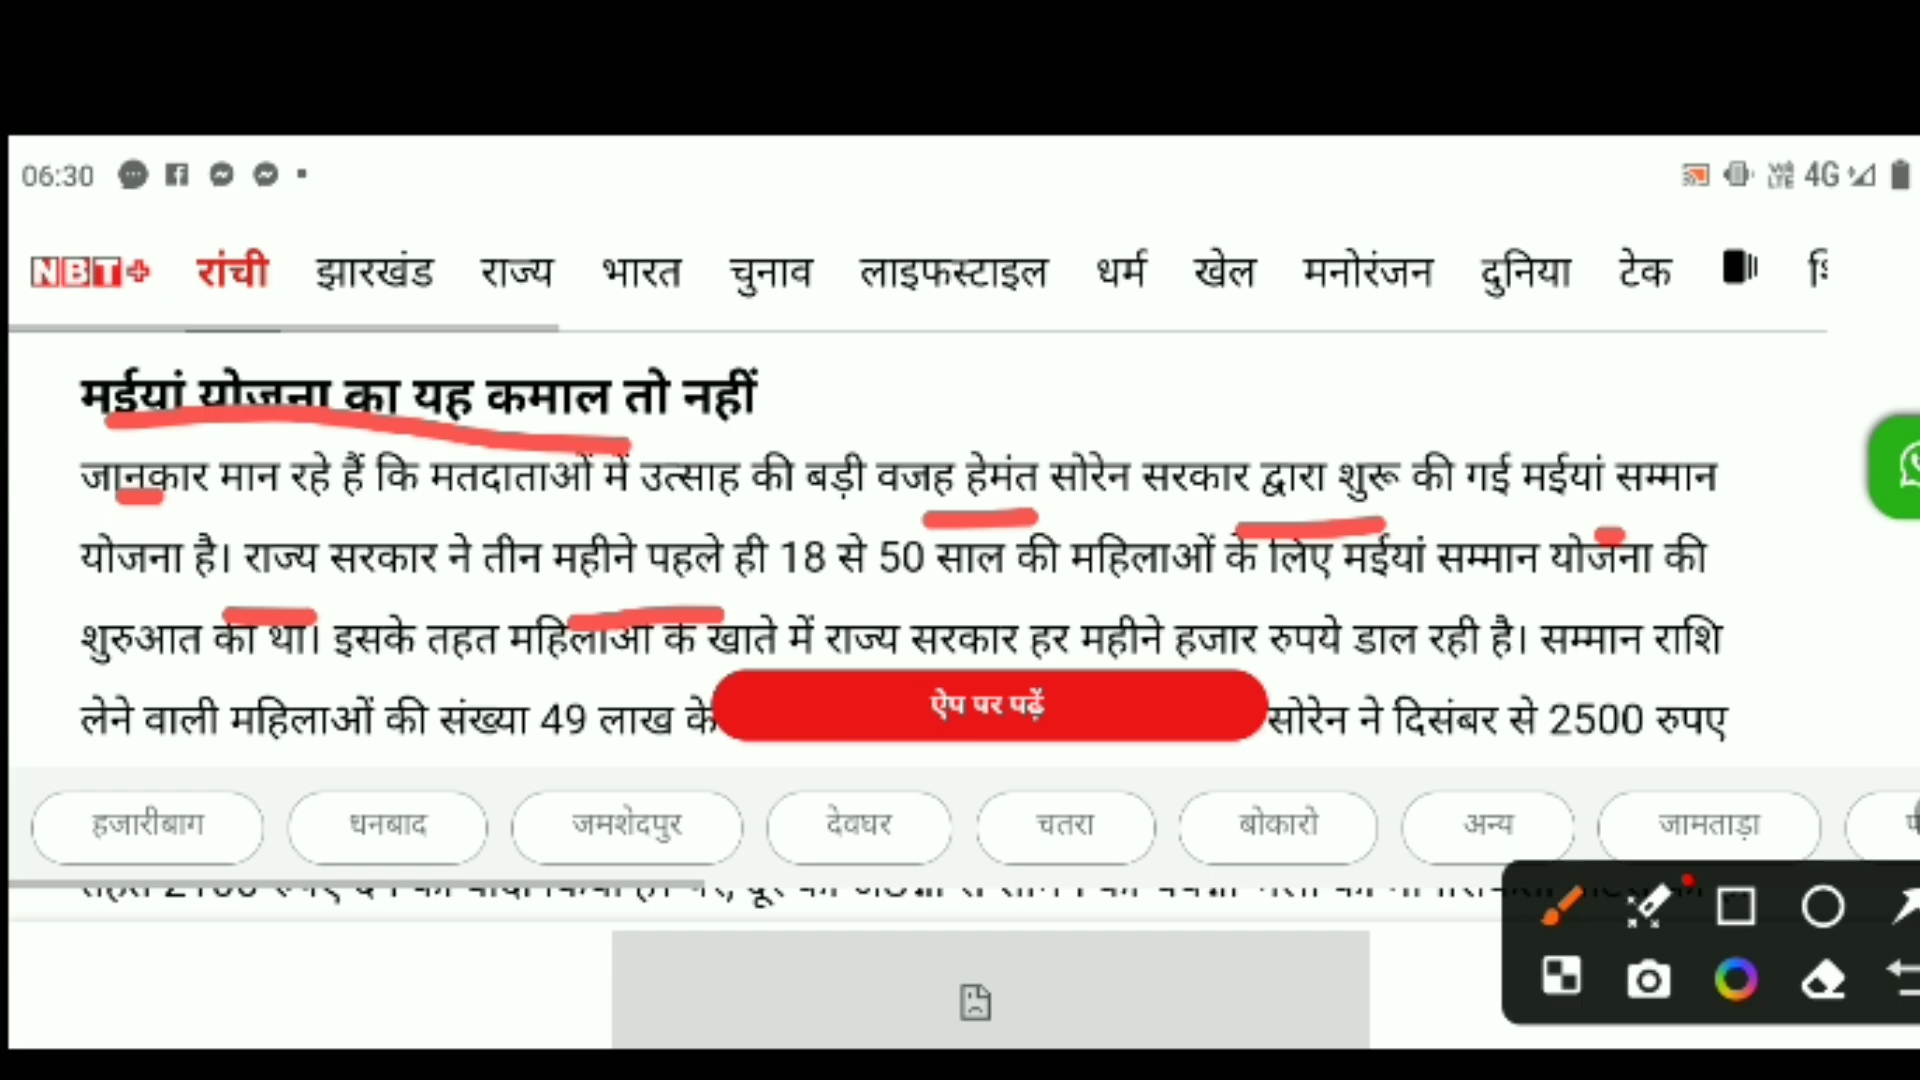 06:30 4G
NBT+ रांची झारखंड राज्य भारत चुनाव लाइफस्टाइल धर्म खेल मनोरंजन दुनिया टेक
मईयां योजना का यह कमाल तो नहीं
जानकार मान रहे हैं कि मतदाताओं में उत्साह की बड़ी वजह हेमंत सोरेन सरकार द्वारा शुरू की गई मईयां सम्मान
योजना है। राज्य सरकार ने तीन महीने पहले ही 18 से 50 साल की महिलाओं के लिए मईयां सम्मान योजना की
शुरुआत की थी। इसके तहत महिलाओं के खाते में राज्य सरकार हर महीने हजार रुपये डाल रही है। सम्मान राशि
लेने वाली महिलाओं की संख्या 49 लाख के सोरेन ने दिसंबर से 2500 रुपए
ऐप पर पढ़ें
हजारीबाग धनबाद जमशेदपुर देवघर चतरा बोकारो अन्य जामताड़ा